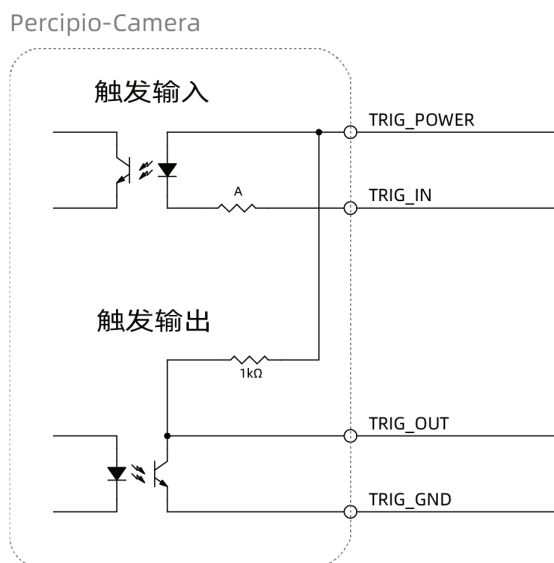 Percipio-Camera
触发输入
TRIG_POWER
A
TRIG_IN
触发输出
1kΩ
TRIG_OUT
TRIG_GND